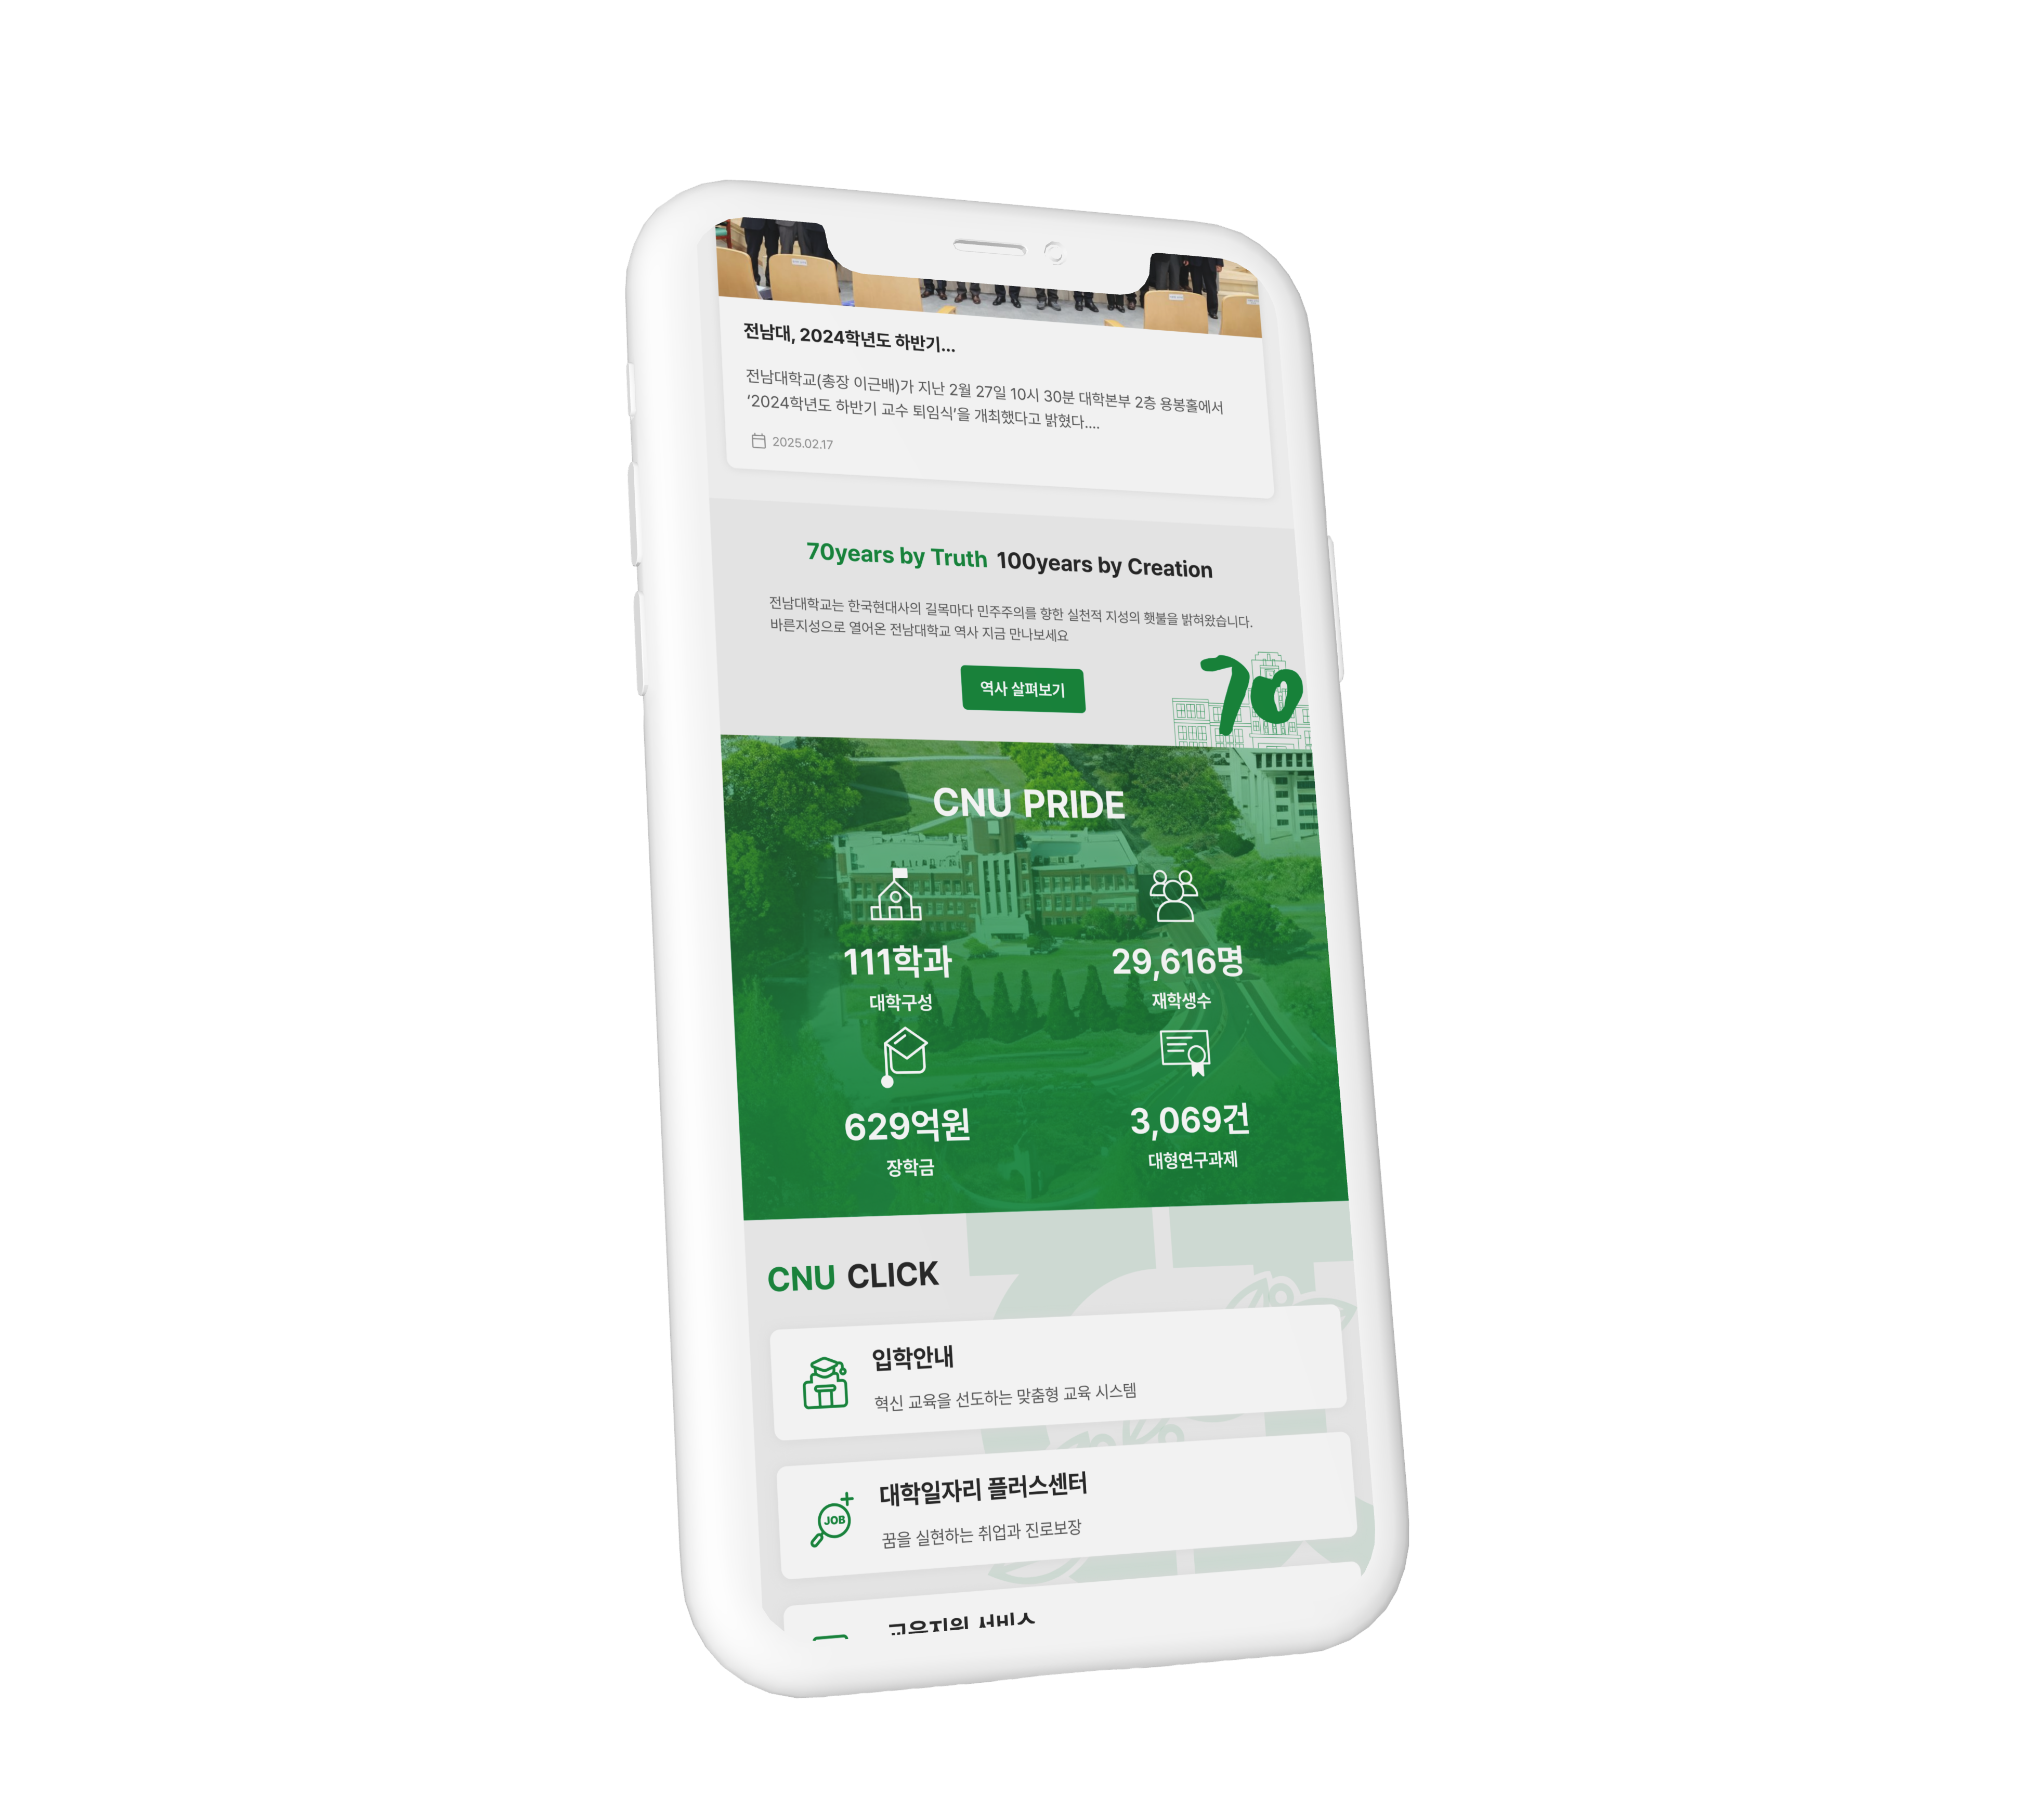 전남대, 2024학년도 하반기...
전남대학교(총장 이근배)가 지난 2월 27일 10시 30분 대학본부 2층 용봉홀에서
‘2024학년도 하반기 교수 퇴임식’을 개최했다고 밝혔다....
2025.02.17
70years by Truth 100years by Creation
전남대학교는 한국현대사의 길목마다 민주주의를 향한 실천적 지성의 횃불을 밝혀왔습니다.
바른지성으로 열어온 전남대학교 역사 지금 만나보세요
역사 살펴보기
70
CNU PRIDE
111학과
대학구성
29,616명
재학생수
629억원
장학금
3,069건
대형연구과제
CNU CLICK
입학안내
혁신 교육을 선도하는 맞춤형 교육 시스템
JOB
대학일자리 플러스센터
꿈을 실현하는 취업과 진로보장